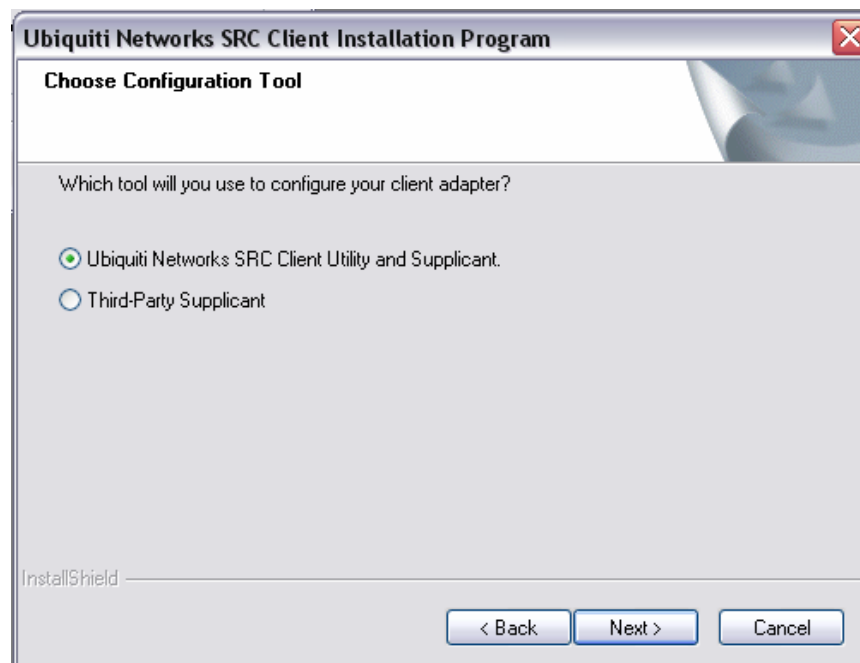 Ubiquiti Networks SRC Client Installation Program
Choose Configuration Tool
Which tool will you use to configure your client adapter?
Ubiquiti Networks SRC Client Utility and Supplicant.
Third-Party Supplicant
InstallShield
< Back Next > Cancel